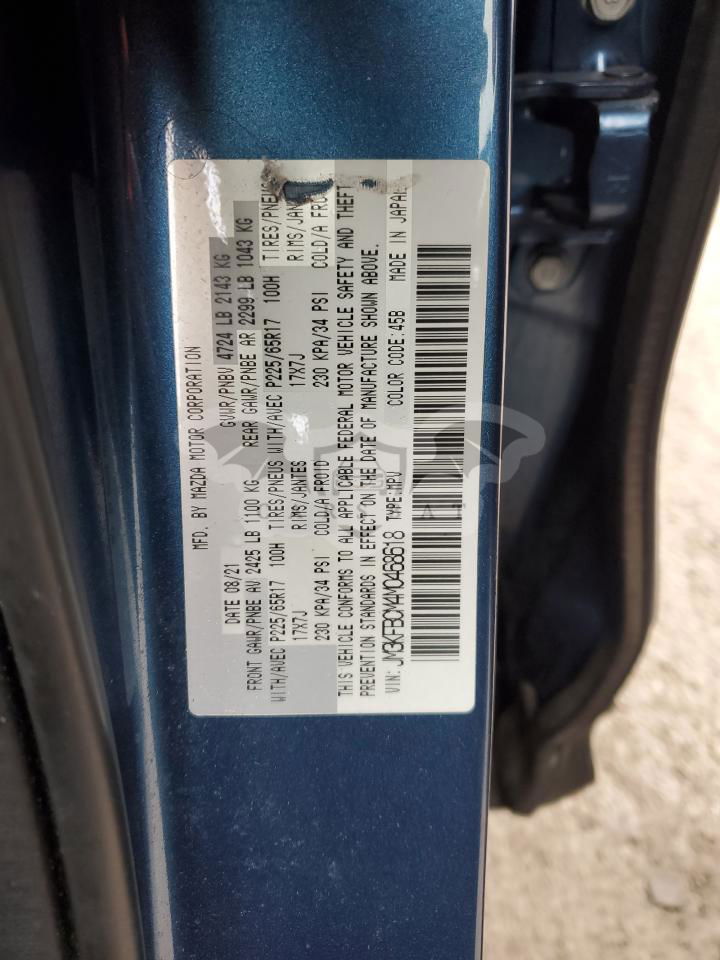 MFD. BY MAZDA MOTOR CORPORATION
DATE 08/21 GVWR/PNBV 4724 LB 2143 KG
FRONT GAWR/PNBE AV 2425 LB 1100 KG REAR GAWR/PNBE AR 2299 LB 1043 KG
WITH/AVEC P225/65R17 100H TIRES/PNEUS WITH/AVEC P225/65R17 100H TIRES/PNEUS
17X7J RIMS/JANTES 17X7J
230 KPA/34 PSI COLD/A FROID 230 KPA/34 PSI COLD/A
THIS VEHICLE CONFORMS TO ALL APPLICABLE FEDERAL MOTOR VEHICLE SAFETY AND THEFT
PREVENTION STANDARDS IN EFFECT ON THE DATE OF MANUFACTURE SHOWN ABOVE.
VIN: JM3KFBCM4M0468618 TYPE:MPV COLOR CODE:45B MADE IN JAPAN